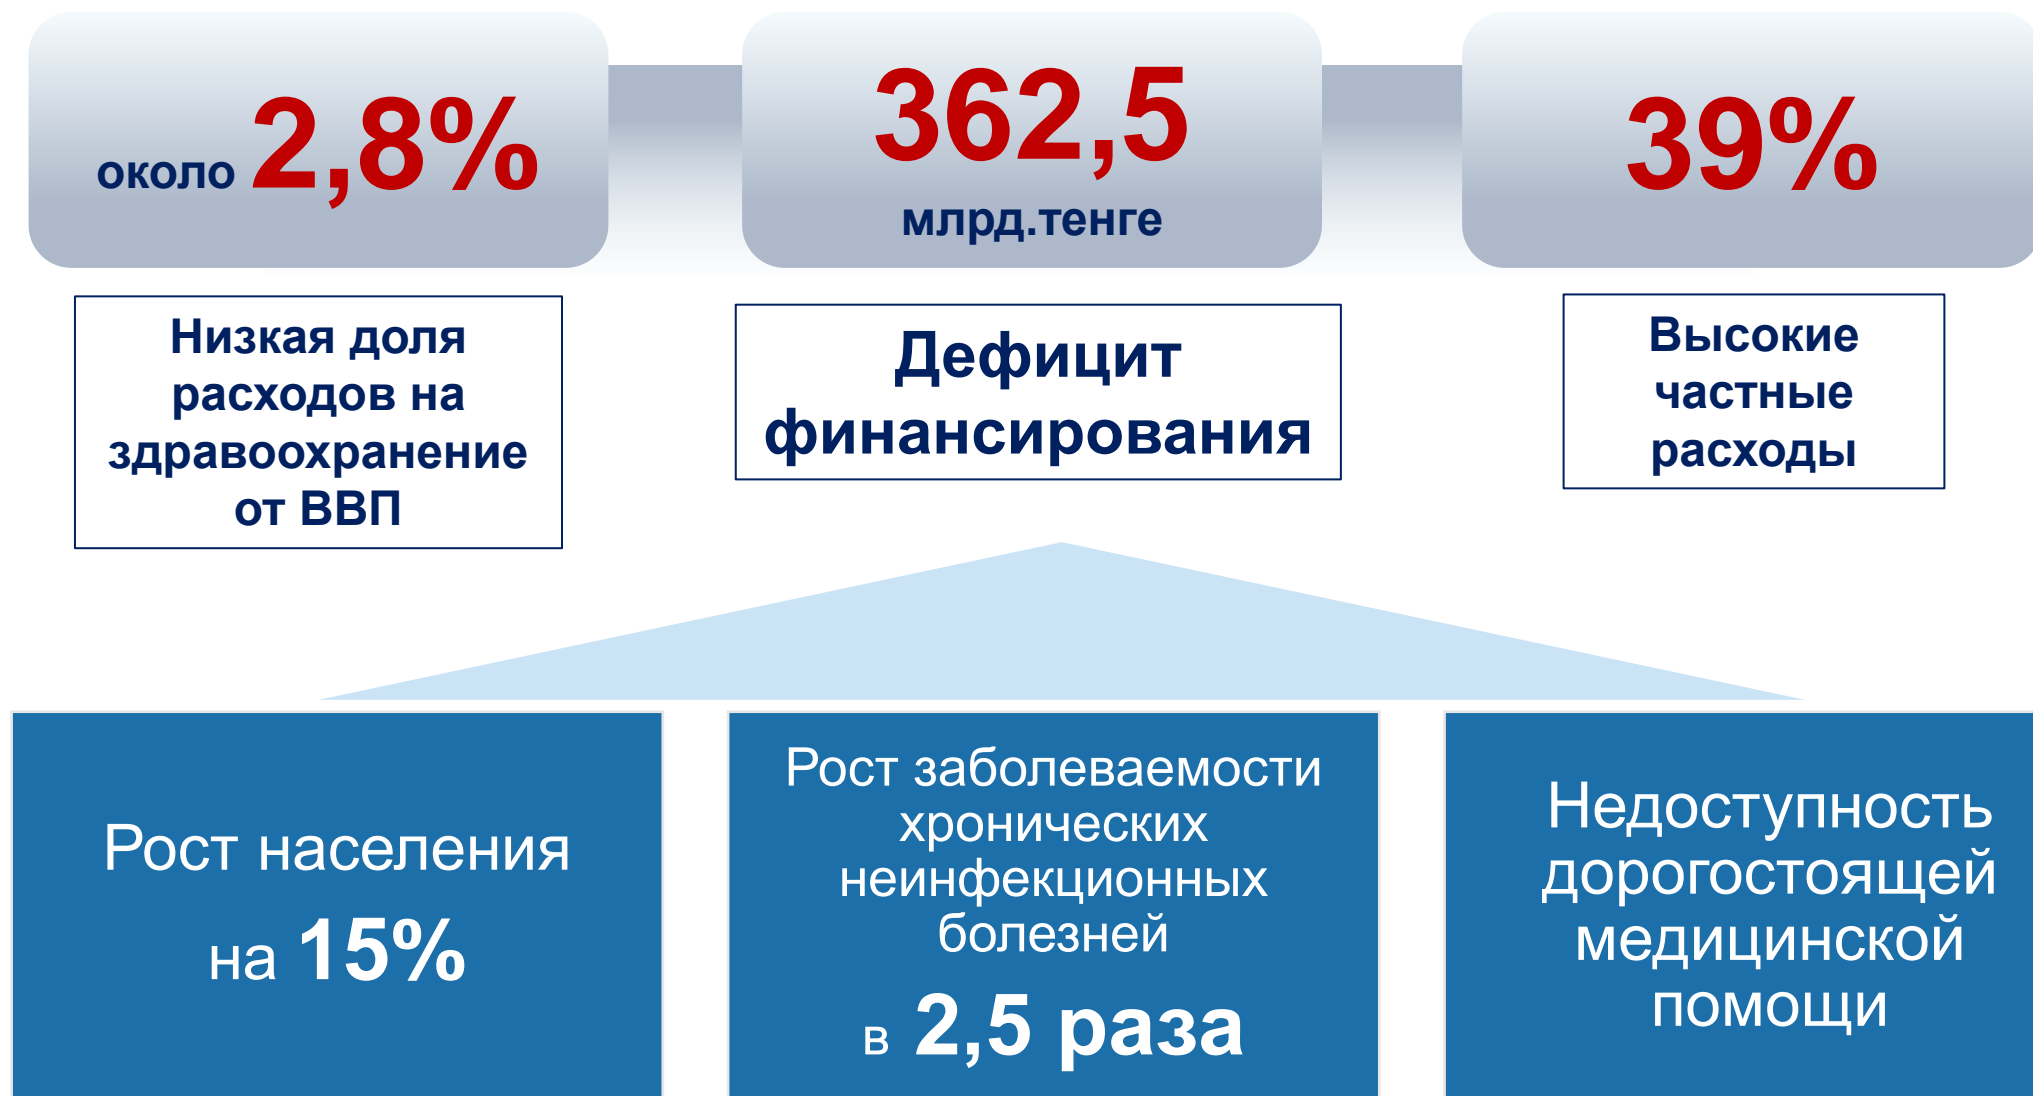 около 2,8%
362,5
млрд.тенге
39%
Низкая доля
расходов на
здравоохранение
от ВВП
Дефицит
финансирования
Высокие
частные
расходы
Рост населения
на 15%
Рост заболеваемости
хронических
неинфекционных
болезней
в 2,5 раза
Недоступность
дорогостоящей
медицинской
помощи